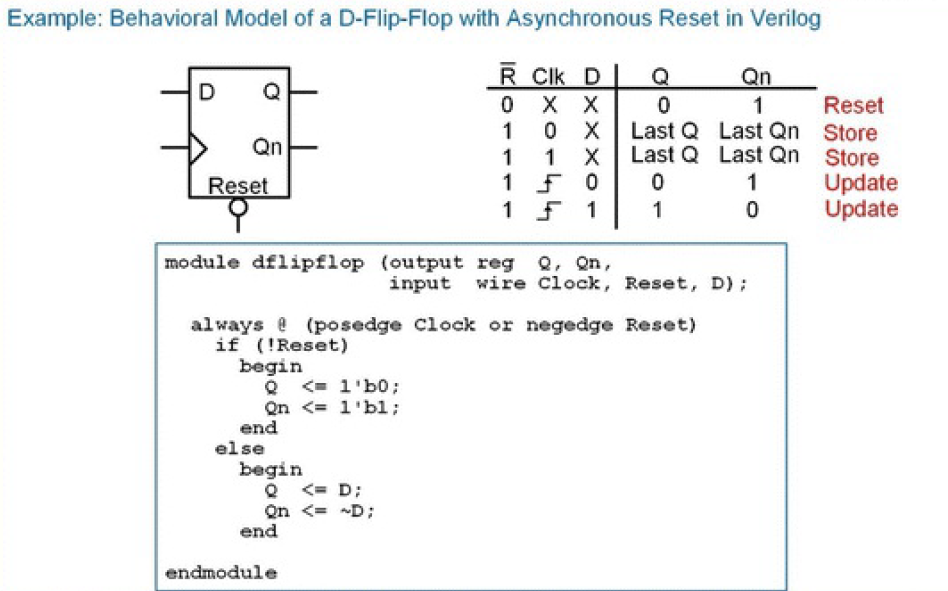 Example: Behavioral Model of a D-Flip-Flop with Asynchronous Reset in Verilog
D Q
Qn
Reset
R̅ Clk D Q Qn
0 X X 0 1 Reset
1 0 X Last Q Last Qn Store
1 1 X Last Q Last Qn Store
1 0 0 1 Update
1 1 1 0 Update
module dflipflop (output reg Q, Qn,
input wire Clock, Reset, D);
always @ (posedge Clock or negedge Reset)
if (!Reset)
begin
Q <= 1'b0;
Qn <= 1'b1;
end
else
begin
Q <= D;
Qn <= ~D;
end
endmodule